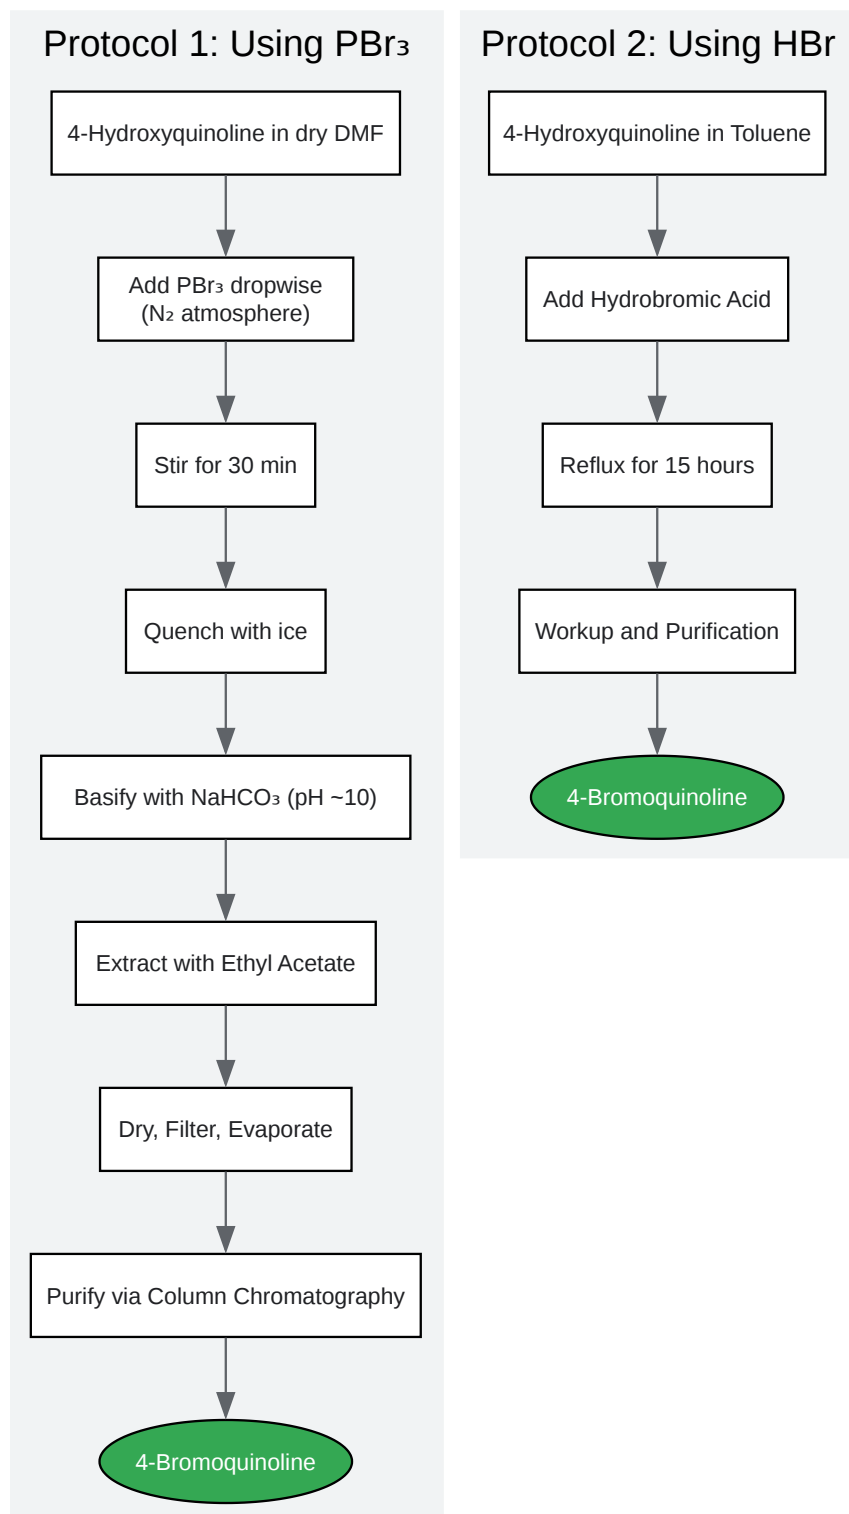 Protocol 1: Using PBr₃
4-Hydroxyquinoline in dry DMF
Add PBr₃ dropwise
(N₂ atmosphere)
Stir for 30 min
Quench with ice
Basify with NaHCO₃ (pH ~10)
Extract with Ethyl Acetate
Dry, Filter, Evaporate
Purify via Column Chromatography
4-Bromoquinoline
Protocol 2: Using HBr
4-Hydroxyquinoline in Toluene
Add Hydrobromic Acid
Reflux for 15 hours
Workup and Purification
4-Bromoquinoline